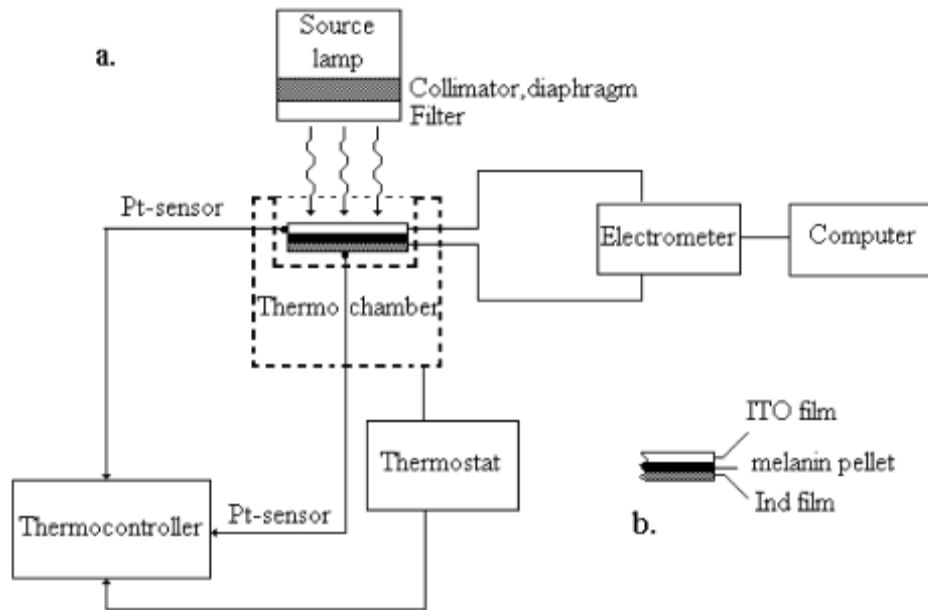 a.
Source
lamp
Collimator,diaphragm
Filter
Pt-sensor
Electrometer
Computer
Thermo chamber
ITO film
melanin pellet
Ind film
b.
Thermostat
Pt-sensor
Thermocontroller